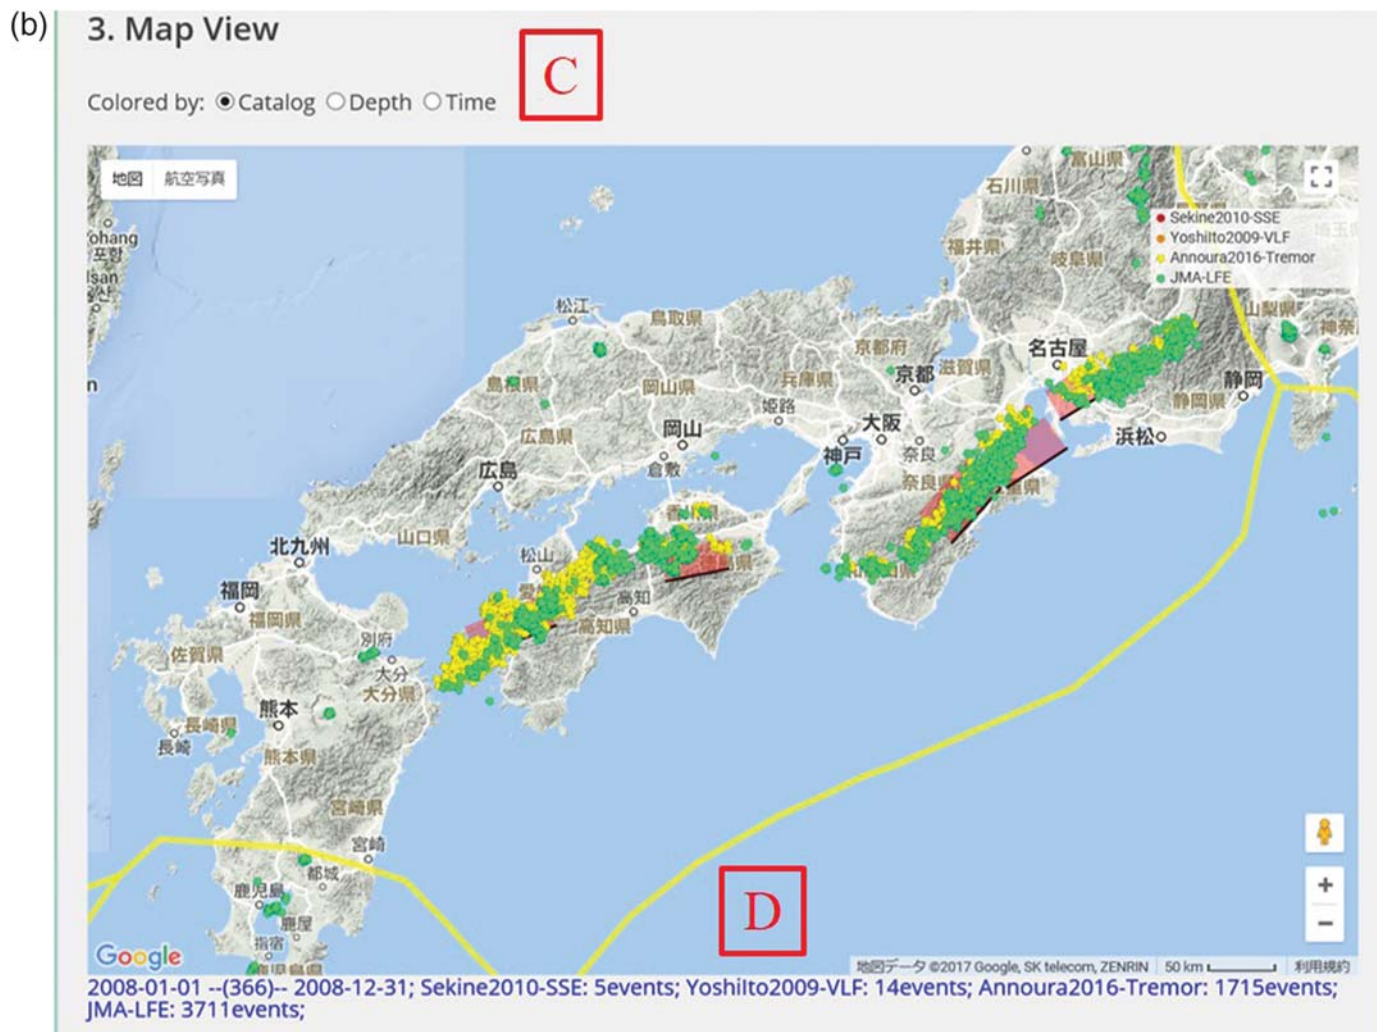 (b)
3. Map View
C
Colored by: Catalog Depth Time
地図 航空写真
富山県
石川県
Sekine2010-SSE
YoshiIto2009-VLF
Annoura2016-Tremor
JMA-LFE
福井県
岐阜県
포항
松江
鳥取県
山梨県
京都府
名古屋
島根県
岡山県
兵庫県
京都
滋賀県
静岡
姫路
静岡県
広島県
岡山
大阪
浜松
倉敷
神戸
奈良
広島
山口県
北九州
松山
福岡
高知
福岡県
高知県
別府
佐賀県
大分
大分県
熊本
長崎県
長崎
熊本県
宮崎県
宮崎
都城
鹿児島
D
鹿屋
指宿
鹿児島県
Google
地図データ ©2017 Google, SK telecom, ZENRIN 50 km 利用規約
2008-01-01 --(366)-- 2008-12-31; Sekine2010-SSE: 5events; YoshiIto2009-VLF: 14events; Annoura2016-Tremor: 1715events;
JMA-LFE: 3711events;